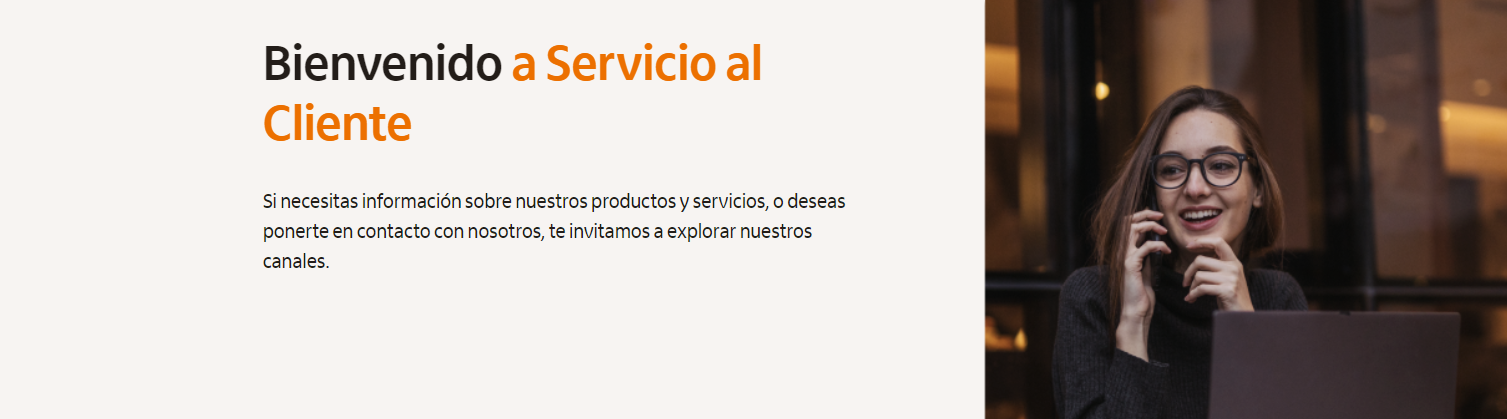 Bienvenido a Servicio al
Cliente
Si necesitas información sobre nuestros productos y servicios, o deseas
ponerte en contacto con nosotros, te invitamos a explorar nuestros
canales.